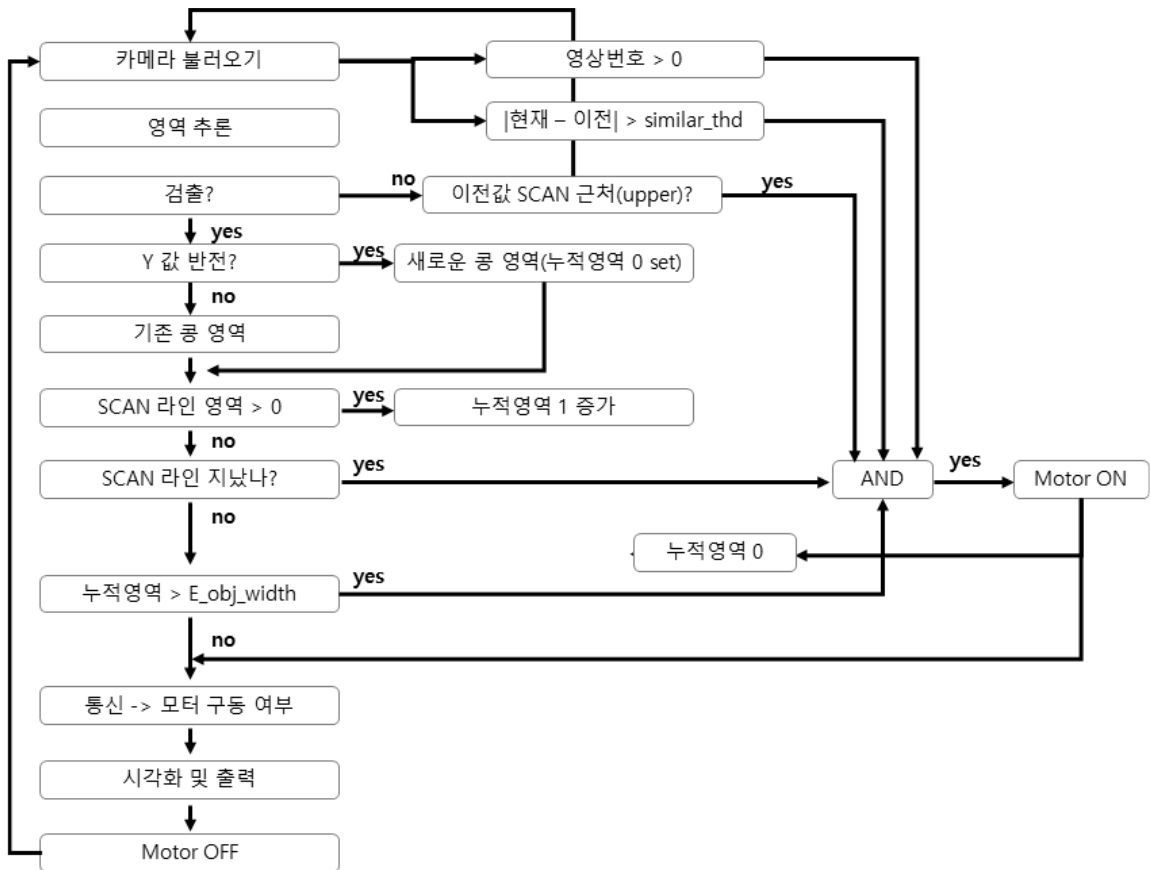 카메라 불러오기
영상번호 > 0
영역 추론
|현재 – 이전| > similar_thd
검출?
no
이전값 SCAN 근처(upper)?
yes
yes
Y 값 반전?
yes
새로운 콩 영역(누적영역 0 set)
no
기존 콩 영역
SCAN 라인 영역 > 0
yes
누적영역 1 증가
no
SCAN 라인 지났나?
yes
AND
yes
Motor ON
no
누적영역 0
누적영역 > E_obj_width
yes
no
통신 -> 모터 구동 여부
시각화 및 출력
Motor OFF